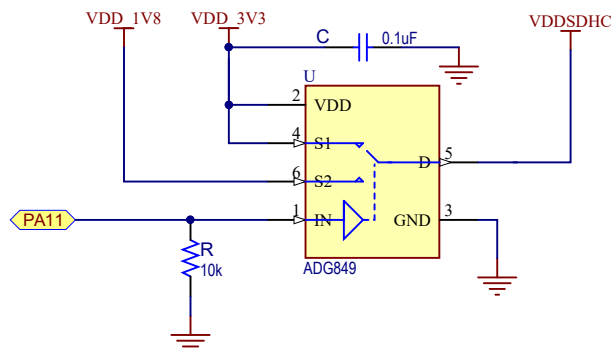 VDD_1V8 VDD_3V3 VDDSDHC
C 0.1uF
U
2 VDD
4 S1
D 5
6 S2
PA11 1 IN GND 3
R
10k
ADG849